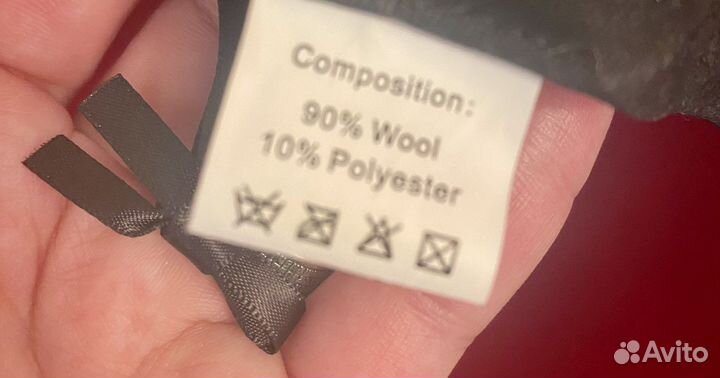 Composition:
90% Wool
10% Polyester
Avito